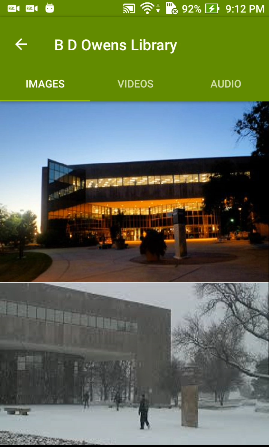 92% 9:12 PM
B D Owens Library
IMAGES VIDEOS AUDIO